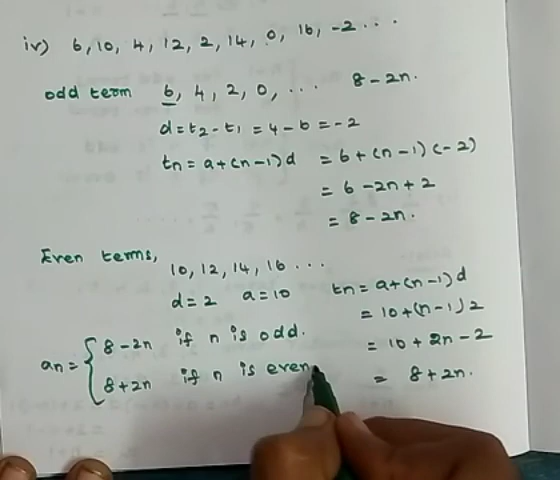 iv) 6, 10, 4, 12, 2, 14, 0, 16, -2 . . .
odd term 6, 4, 2, 0, . . . 8 - 2n.
d = t2 - t1 = 4 - 6 = -2
tn = a + (n - 1) d = 6 + (n - 1) (-2)
= 6 - 2n + 2
= 8 - 2n.
Even terms,
10, 12, 14, 16 . . .
d = 2 a = 10
tn = a + (n - 1) d
= 10 + (n - 1) 2
= 10 + 2n - 2
= 8 + 2n.
an = { 8 - 2n if n is odd.
8 + 2n if n is even